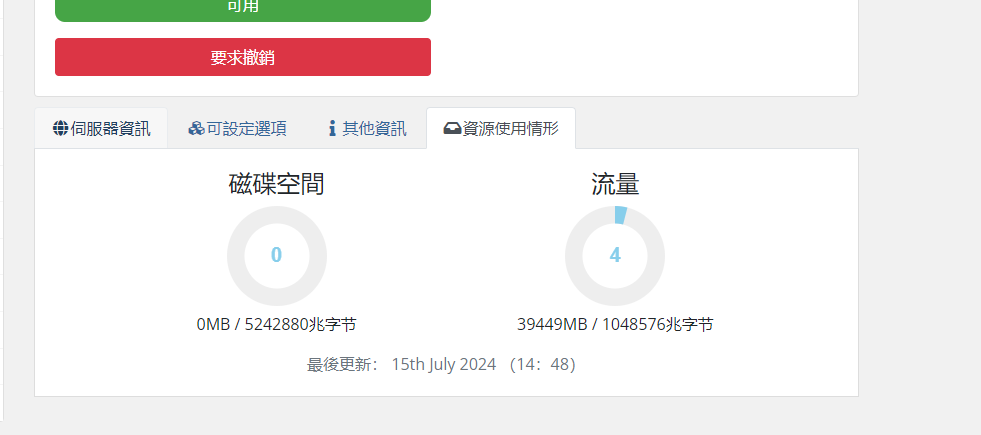 可用
要求撤銷
伺服器資訊 可設定選項 其他資訊 資源使用情形
磁碟空間 流量
0 4
0MB / 5242880兆字节 39449MB / 1048576兆字节
最後更新： 15th July 2024 （14：48）